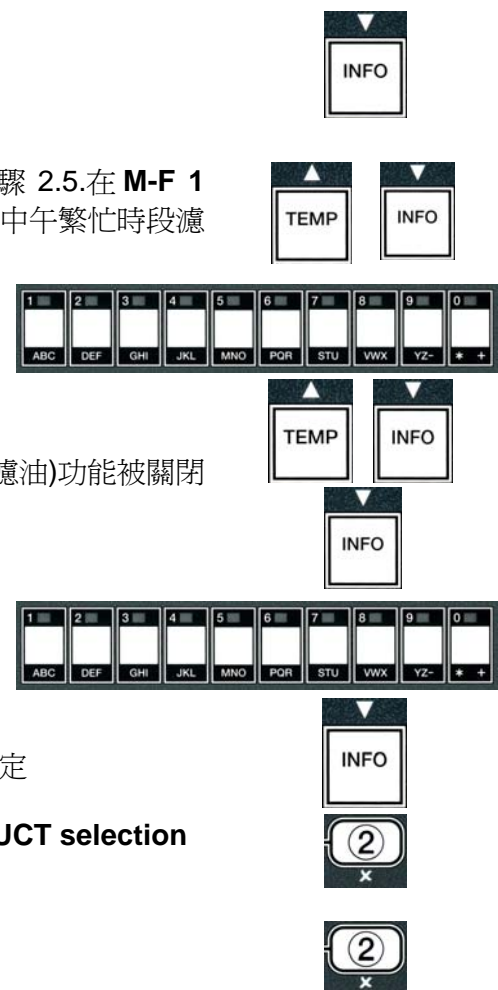 ▼
INFO
驟 2.5.在 M-F 1
中午繁忙時段濾
▲ ▼
TEMP INFO
1 2 3 4 5 6 7 8 9 0
ABC DEF GHI JKL MNO PQR STU VWX YZ- * +
▲ ▼
TEMP INFO
濾油)功能被關閉
▼
INFO
1 2 3 4 5 6 7 8 9 0
ABC DEF GHI JKL MNO PQR STU VWX YZ- * +
▼
INFO
定
UCT selection
②
×
②
×